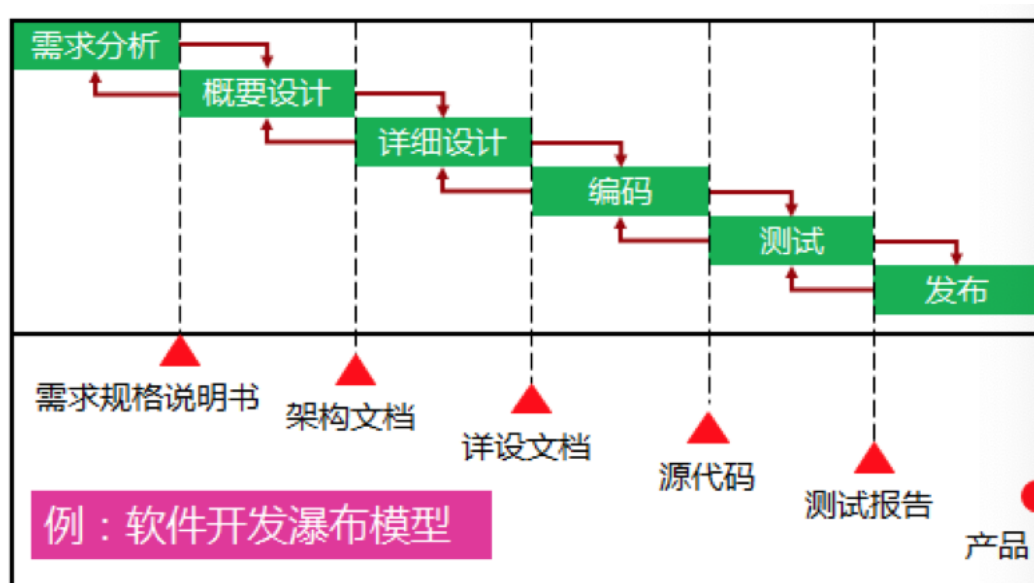 需求分析
概要设计
详细设计
编码
测试
发布
需求规格说明书
架构文档
详设文档
源代码
测试报告
产品
例：软件开发瀑布模型